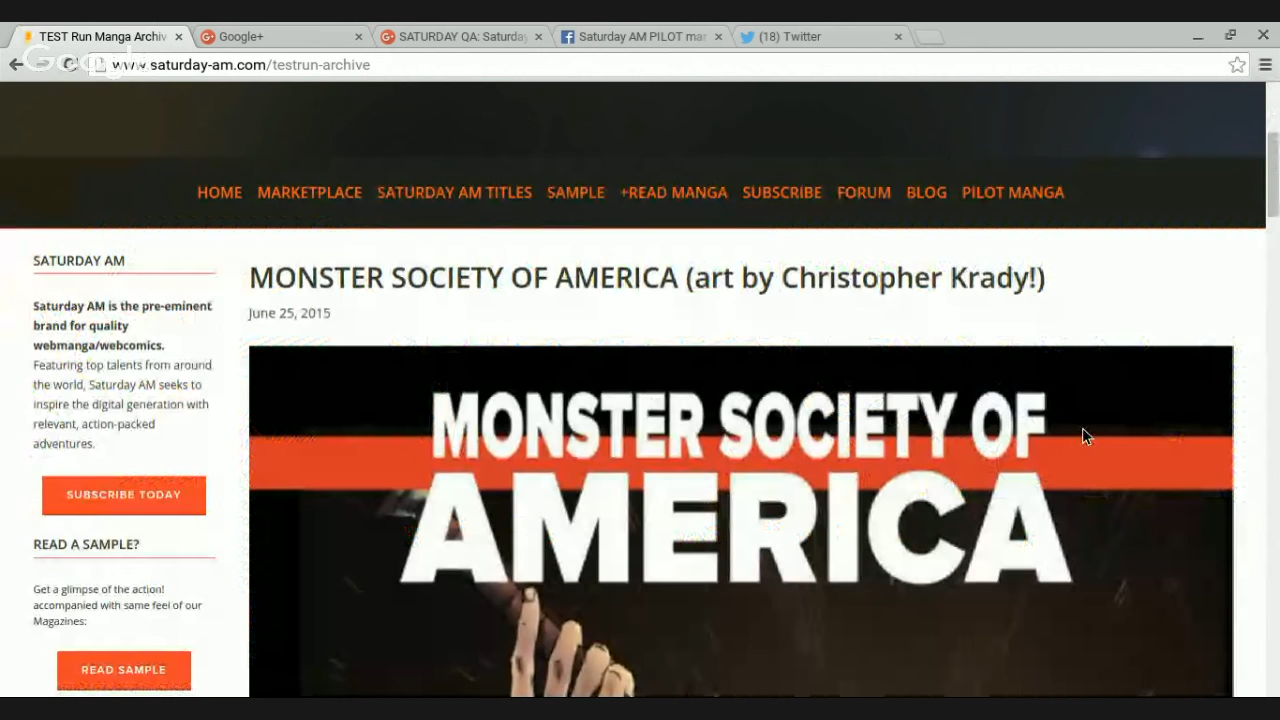 TEST Run Manga Archiv
Google+
SATURDAY QA: Saturday
Saturday AM PILOT mar
(18) Twitter
Google
www.saturday-am.com/testrun-archive
HOME MARKETPLACE SATURDAY AM TITLES SAMPLE +READ MANGA SUBSCRIBE FORUM BLOG PILOT MANGA
SATURDAY AM
Saturday AM is the pre-eminent
brand for quality
webmanga/webcomics.
Featuring top talents from around
the world, Saturday AM seeks to
inspire the digital generation with
relevant, action-packed
adventures.
SUBSCRIBE TODAY
READ A SAMPLE?
Get a glimpse of the action!
accompanied with same feel of our
Magazines:
READ SAMPLE
MONSTER SOCIETY OF AMERICA (art by Christopher Krady!)
June 25, 2015
MONSTER SOCIETY OF
AMERICA